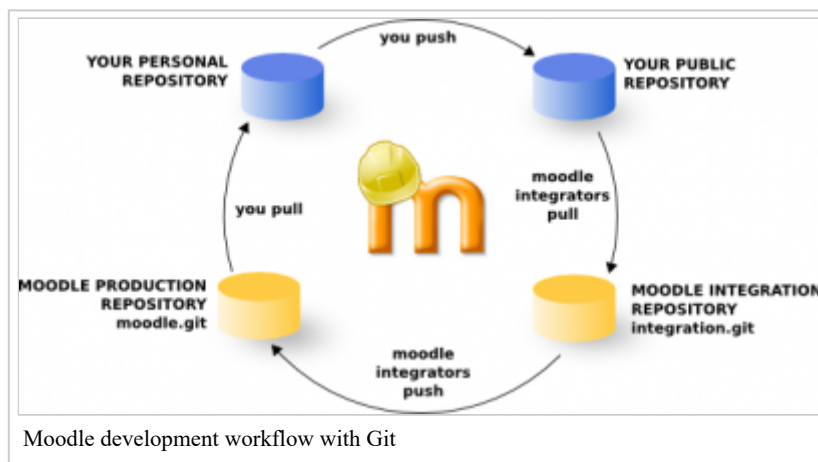 you push
YOUR PERSONAL
REPOSITORY
YOUR PUBLIC
REPOSITORY
moodle
integrators
pull
you pull
m
MOODLE PRODUCTION
REPOSITORY
moodle.git
MOODLE INTEGRATION
REPOSITORY
integration.git
moodle
integrators
push
Moodle development workflow with Git